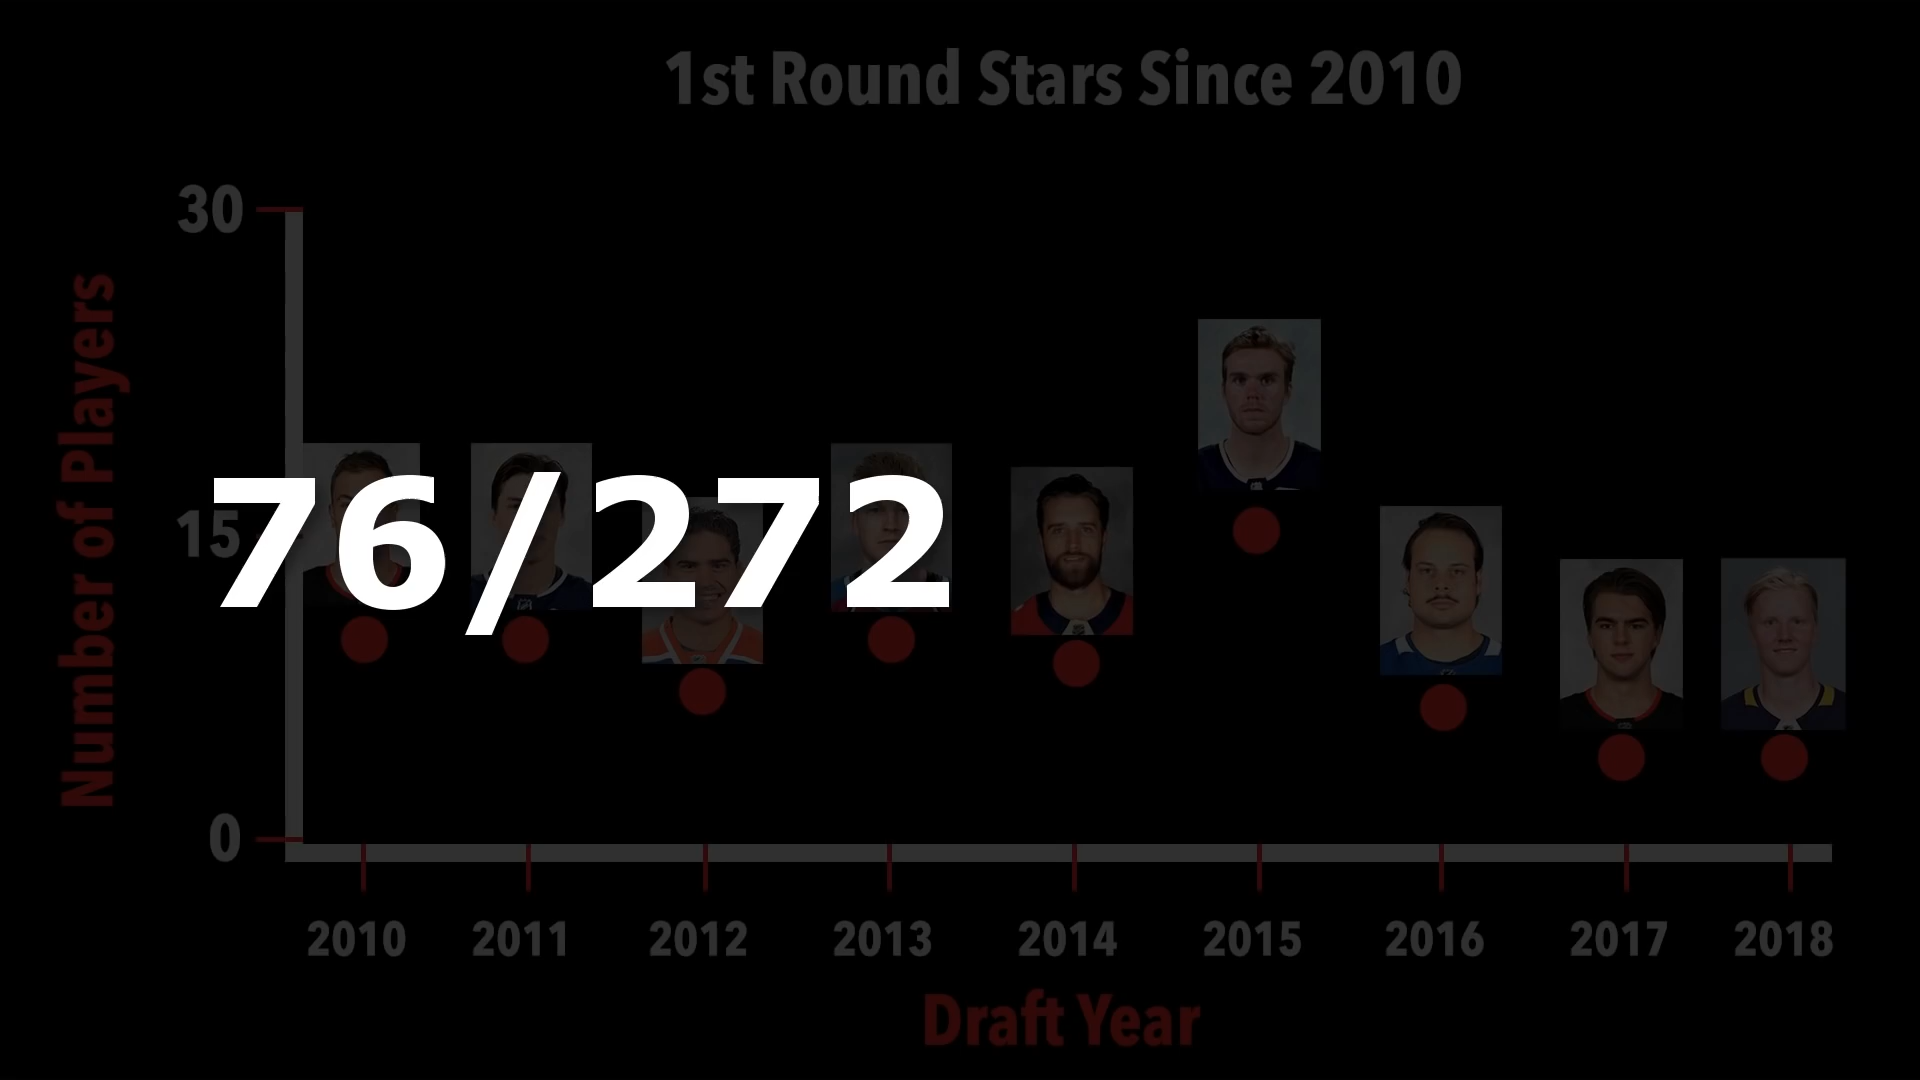 1st Round Stars Since 2010
30
Number of Players
15
76/272
0
2010 2011 2012 2013 2014 2015 2016 2017 2018
Draft Year